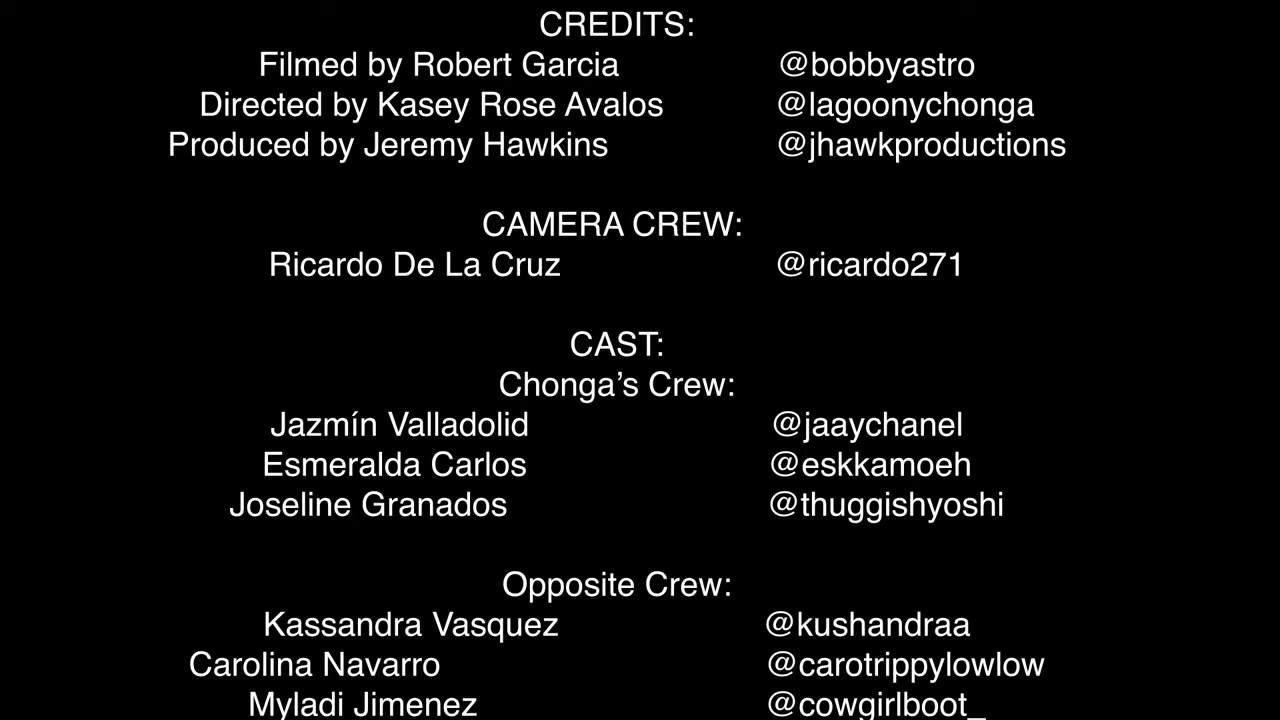 CREDITS:
Filmed by Robert Garcia @bobbyastro
Directed by Kasey Rose Avalos @lagoonychonga
Produced by Jeremy Hawkins @jhawkproductions
CAMERA CREW:
Ricardo De La Cruz @ricardo271
CAST:
Chonga’s Crew:
Jazmín Valladolid @jaaychanel
Esmeralda Carlos @eskkamoeh
Joseline Granados @thuggishyoshi
Opposite Crew:
Kassandra Vasquez @kushandraa
Carolina Navarro @carotrippylowlow
Myladi Jimenez @cowgirlboot_